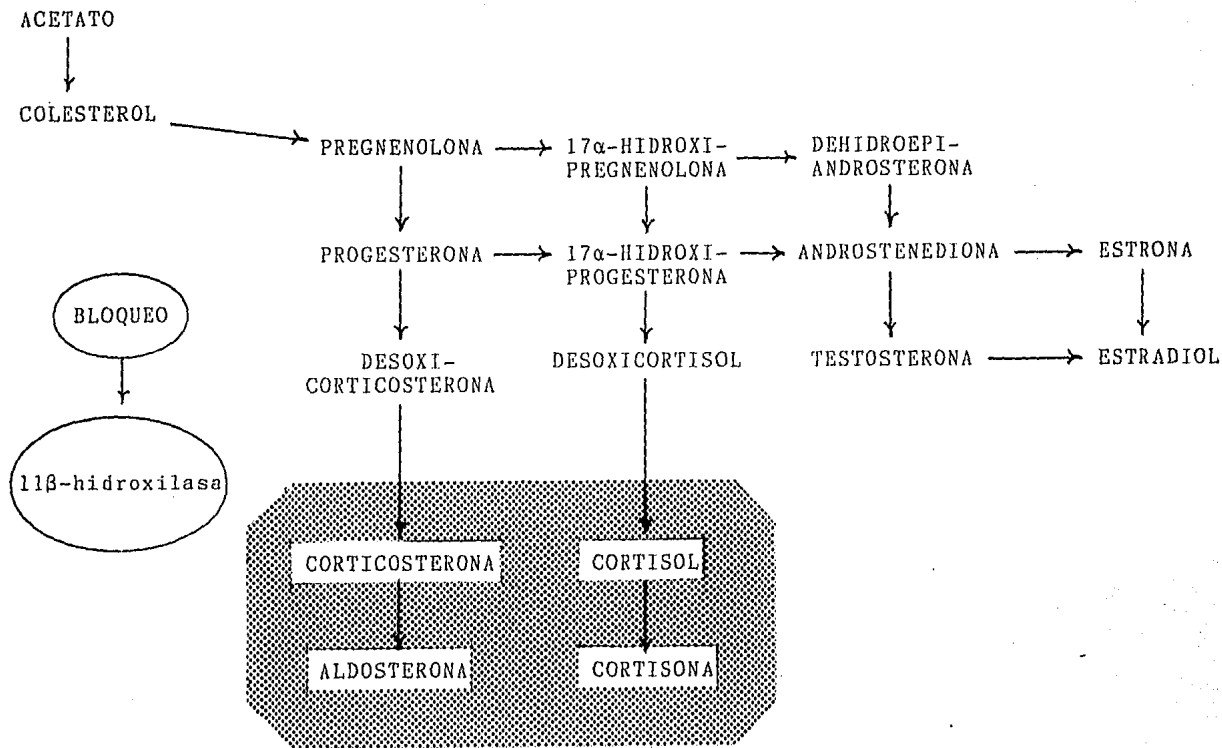 ACETATO
COLESTEROL
PREGNENOLONA
17α-HIDROXI-
PREGNENOLONA
DEHIDROEPI-
ANDROSTERONA
PROGESTERONA
17α-HIDROXI-
PROGESTERONA
ANDROSTENEDIONA
ESTRONA
BLOQUEO
DESOXI-
CORTICOSTERONA
DESOXICORTISOL
TESTOSTERONA
ESTRADIOL
11β-hidroxilasa
CORTICOSTERONA
CORTISOL
ALDOSTERONA
CORTISONA